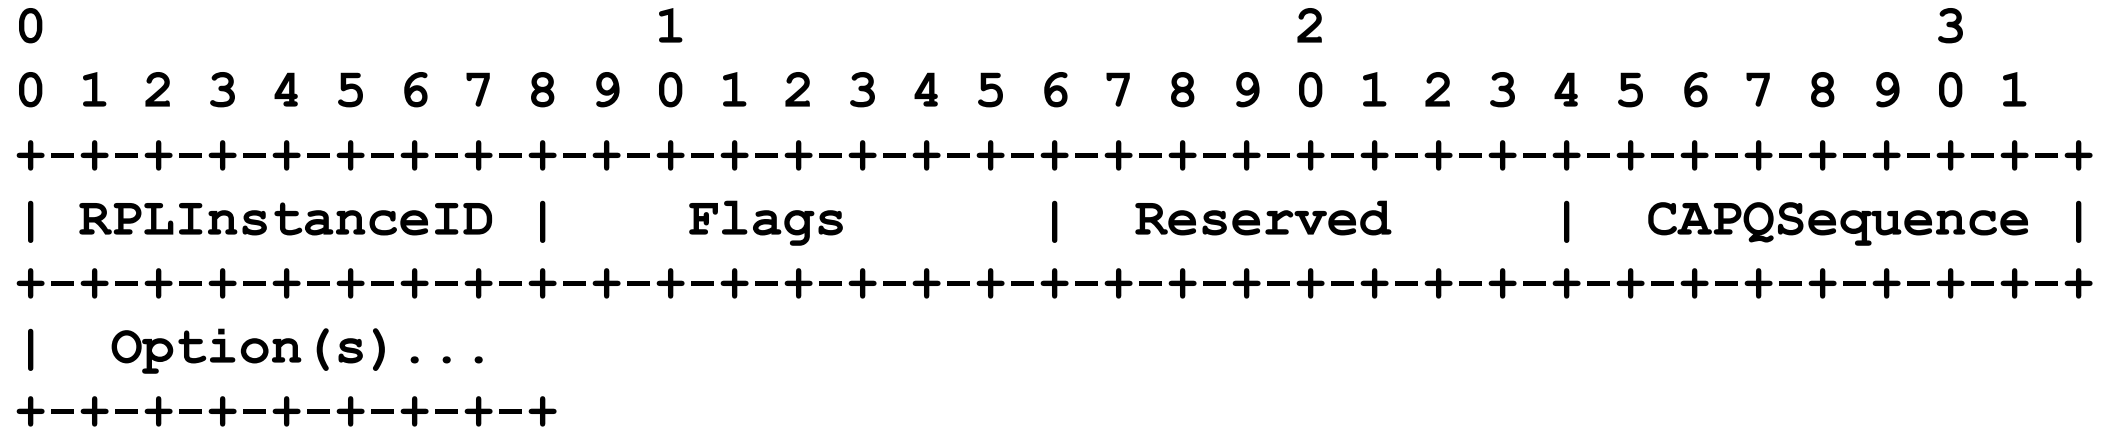 0                   1                   2                   3
0 1 2 3 4 5 6 7 8 9 0 1 2 3 4 5 6 7 8 9 0 1 2 3 4 5 6 7 8 9 0 1
+-+-+-+-+-+-+-+-+-+-+-+-+-+-+-+-+-+-+-+-+-+-+-+-+-+-+-+-+-+-+-+-+
| RPLInstanceID |    Flags      |  Reserved     |  CAPQSequence |
+-+-+-+-+-+-+-+-+-+-+-+-+-+-+-+-+-+-+-+-+-+-+-+-+-+-+-+-+-+-+-+-+
|  Option(s)...
+-+-+-+-+-+-+-+-+